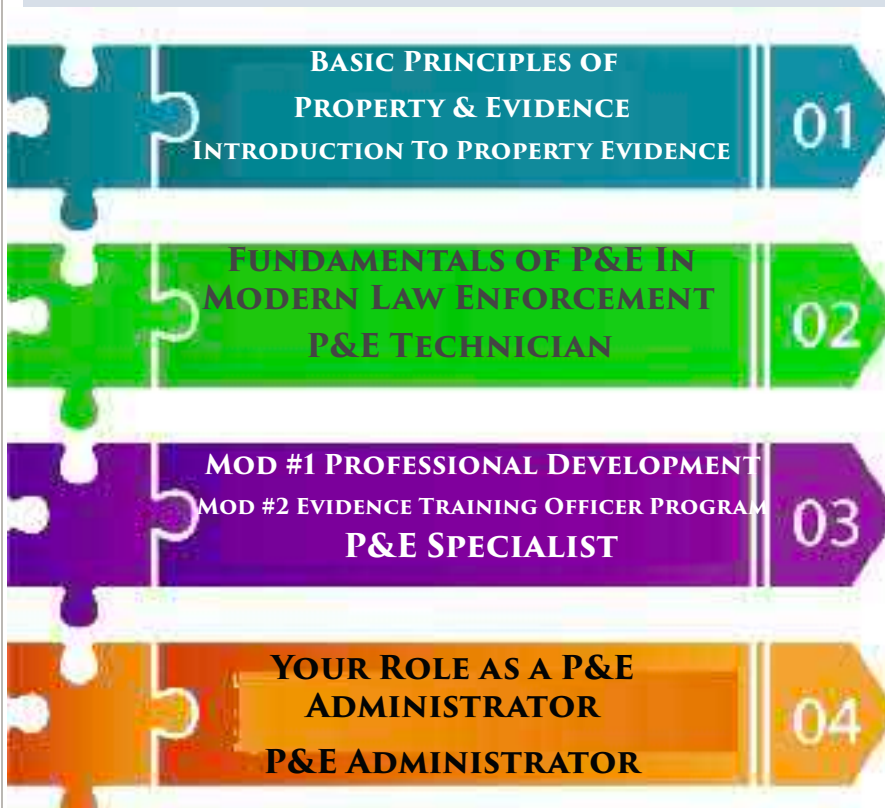 Basic Principles of
Property & Evidence
Introduction To Property Evidence
01
Fundamentals of P&E In
Modern Law Enforcement
P&E Technician
02
Mod #1 Professional Development
Mod #2 Evidence Training Officer Program
P&E Specialist
03
Your Role as a P&E
Administrator
P&E Administrator
04